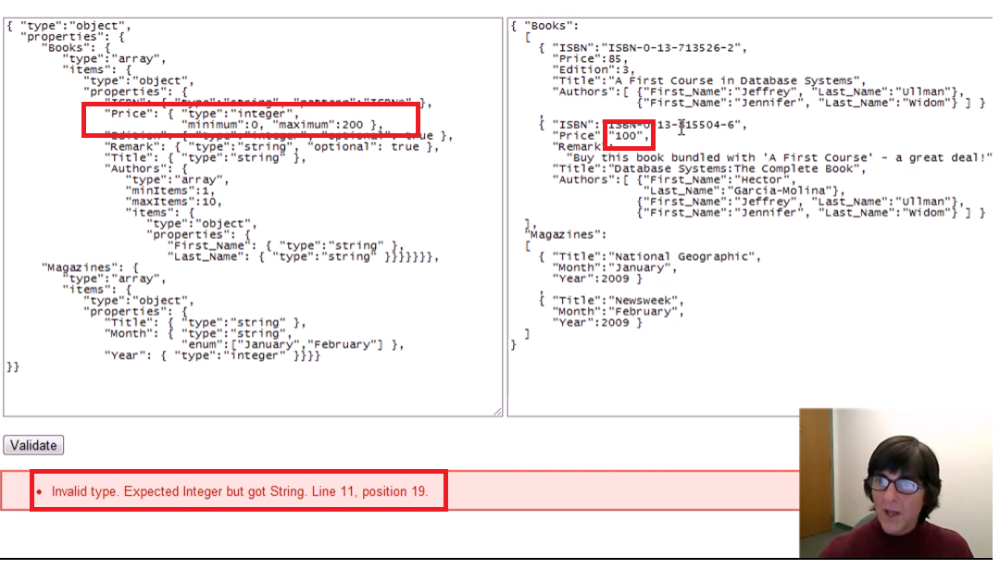 { "type":"object",
"properties": {
"Books": {
"type":"array",
"items": {
"type":"object",
"properties": {
"ISBN": { "type":"string", "pattern":"ISBN*" },
"Price": { "type":"integer",
"minimum":0, "maximum":200 },
"Edition": { "type":"integer", "optional": true },
"Remark": { "type":"string", "optional": true },
"Title": { "type":"string" },
"Authors": {
"type":"array",
"minItems":1,
"maxItems":10,
"items": {
"type":"object",
"properties": {
"First_Name": { "type":"string" },
"Last_Name": { "type":"string" }}}}}}},
"Magazines": {
"type":"array",
"items": {
"type":"object",
"properties": {
"Title": { "type":"string" },
"Month": { "type":"string",
"enum":["January","February"] },
"Year": { "type":"integer" }}}}
}}
{ "Books":
[
{ "ISBN":"ISBN-0-13-713526-2",
"Price":85,
"Edition":3,
"Title":"A First Course in Database Systems",
"Authors":[ {"First_Name":"Jeffrey", "Last_Name":"Ullman"},
{"First_Name":"Jennifer", "Last_Name":"Widom"} ] }
,
{ "ISBN":"ISBN-0-13-815504-6",
"Price":"100",
"Remark":
"Buy this book bundled with 'A First Course' - a great deal!"
"Title":"Database Systems:The Complete Book",
"Authors":[ {"First_Name":"Hector",
"Last_Name":"Garcia-Molina"},
{"First_Name":"Jeffrey", "Last_Name":"Ullman"},
{"First_Name":"Jennifer", "Last_Name":"Widom"} ] }
],
"Magazines":
[
{ "Title":"National Geographic",
"Month":"January",
"Year":2009 }
,
{ "Title":"Newsweek",
"Month":"February",
"Year":2009 }
]
}
Validate
• Invalid type. Expected Integer but got String. Line 11, position 19.